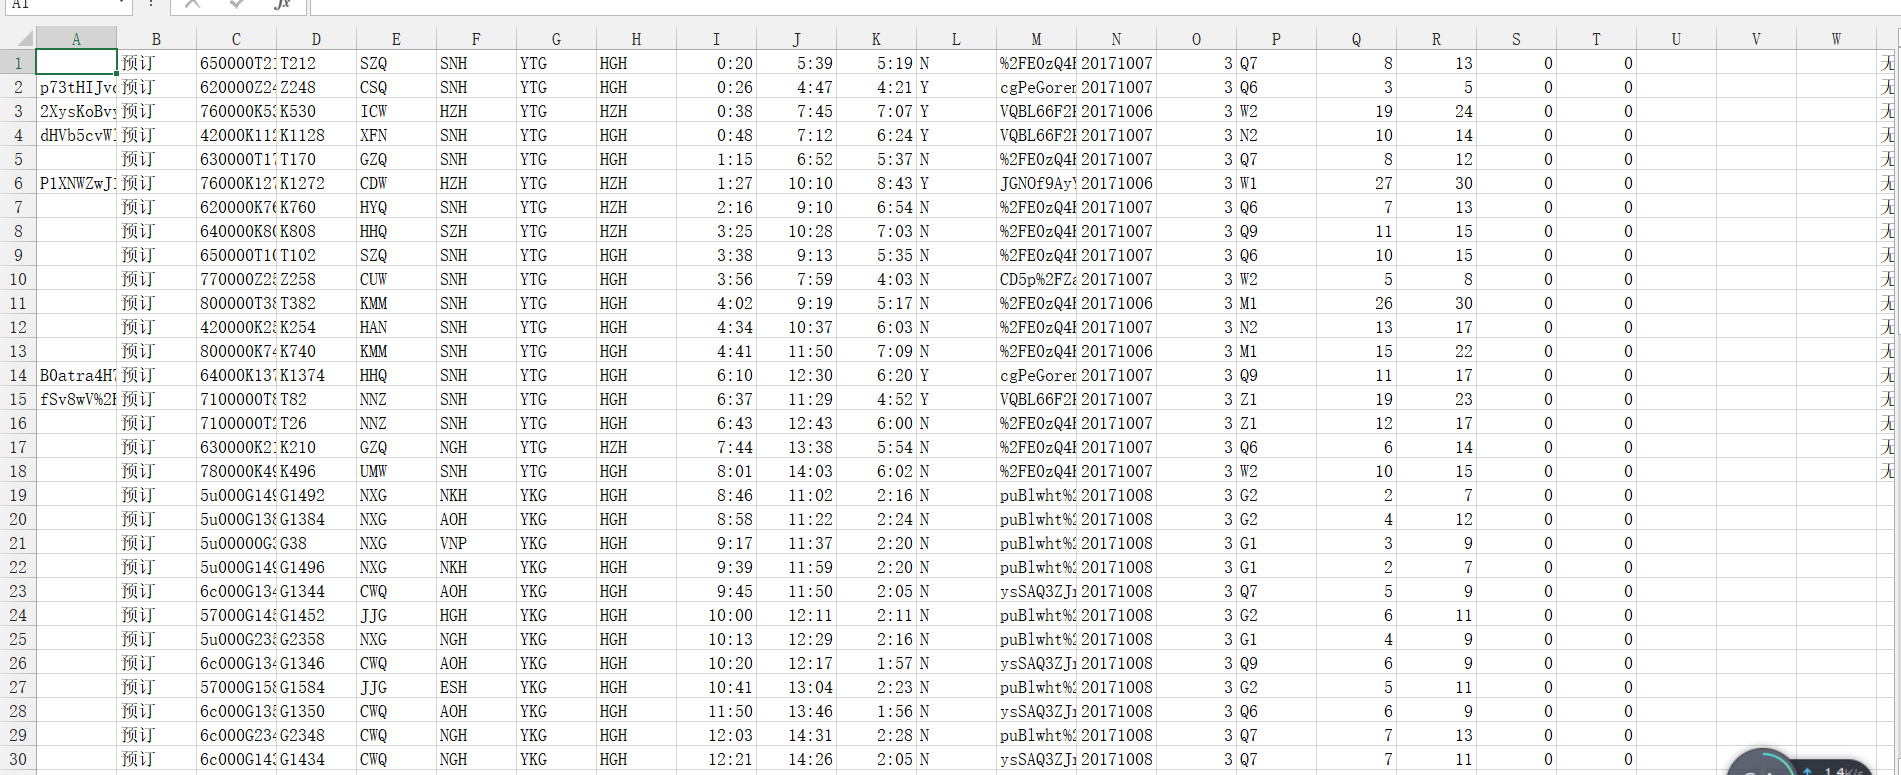 A1 fx
A B C D E F G H I J K L M N O P Q R S T U V W
1 预订 650000T21 T212 SZQ SNH YTG HGH 0:20 5:39 5:19 N %2FE0zQ4 20171007 3 Q7 8 13 0 0 无
2 p73tHIJv 预订 620000Z24 Z248 CSQ SNH YTG HGH 0:26 4:47 4:21 Y cgPeGorer 20171007 3 Q6 3 5 0 0 无
3 2XysKoBvy 预订 760000K53 K530 ICW HZH YTG HZH 0:38 7:45 7:07 Y VQBL66F2 20171006 3 W2 19 24 0 0 无
4 dHVb5cvW 预订 42000K112 K1128 XFN SNH YTG HGH 0:48 7:12 6:24 Y VQBL66F2 20171007 3 N2 10 14 0 0 无
5 预订 630000T17 T170 GZQ SNH YTG HGH 1:15 6:52 5:37 N %2FE0zQ4 20171007 3 Q7 8 12 0 0 无
6 P1XNWZwJ 预订 76000K127 K1272 CDW HZH YTG HZH 1:27 10:10 8:43 Y JGNOf9Ay 20171006 3 W1 27 30 0 0 无
7 预订 620000K76 K760 HYQ SNH YTG HZH 2:16 9:10 6:54 N %2FE0zQ4 20171007 3 Q6 7 13 0 0 无
8 预订 640000K80 K808 HHQ SZH YTG HZH 3:25 10:28 7:03 N %2FE0zQ4 20171007 3 Q9 11 15 0 0 无
9 预订 650000T10 T102 SZQ SNH YTG HGH 3:38 9:13 5:35 N %2FE0zQ4 20171007 3 Q6 10 15 0 0 无
10 预订 770000Z25 Z258 CUW SNH YTG HGH 3:56 7:59 4:03 N CD5p%2FZ 20171007 3 W2 5 8 0 0 无
11 预订 800000T38 T382 KMM SNH YTG HGH 4:02 9:19 5:17 N %2FE0zQ4 20171006 3 M1 26 30 0 0 无
12 预订 420000K25 K254 HAN SNH YTG HGH 4:34 10:37 6:03 N %2FE0zQ4 20171007 3 N2 13 17 0 0 无
13 预订 800000K74 K740 KMM SNH YTG HGH 4:41 11:50 7:09 N %2FE0zQ4 20171006 3 M1 15 22 0 0 无
14 B0atra4H 预订 64000K137 K1374 HHQ SNH YTG HGH 6:10 12:30 6:20 Y cgPeGorer 20171007 3 Q9 11 17 0 0 无
15 fSv8wV%2 预订 7100000T8 T82 NNZ SNH YTG HGH 6:37 11:29 4:52 Y VQBL66F2 20171007 3 Z1 19 23 0 0 无
16 预订 7100000T2 T26 NNZ SNH YTG HGH 6:43 12:43 6:00 N %2FE0zQ4 20171007 3 Z1 12 17 0 0 无
17 预订 630000K21 K210 GZQ NGH YTG HZH 7:44 13:38 5:54 N %2FE0zQ4 20171007 3 Q6 6 14 0 0 无
18 预订 780000K49 K496 UMW SNH YTG HGH 8:01 14:03 6:02 N %2FE0zQ4 20171007 3 W2 10 15 0 0 无
19 预订 5u000G149 G1492 NXG NKH YKG HGH 8:46 11:02 2:16 N puBlwht% 20171008 3 G2 2 7 0 0
20 预订 5u000G138 G1384 NXG AOH YKG HGH 8:58 11:22 2:24 N puBlwht% 20171008 3 G2 4 12 0 0
21 预订 5u00000G3 G38 NXG VNP YKG HGH 9:17 11:37 2:20 N puBlwht% 20171008 3 G1 3 9 0 0
22 预订 5u000G149 G1496 NXG NKH YKG HGH 9:39 11:59 2:20 N puBlwht% 20171008 3 G1 2 7 0 0
23 预订 6c000G134 G1344 CWQ AOH YKG HGH 9:45 11:50 2:05 N ysSAQ3ZJ 20171008 3 Q7 5 9 0 0
24 预订 57000G145 G1452 JJG HGH YKG HGH 10:00 12:11 2:11 N puBlwht% 20171008 3 G2 6 11 0 0
25 预订 5u000G235 G2358 NXG NGH YKG HGH 10:13 12:29 2:16 N puBlwht% 20171008 3 G1 4 9 0 0
26 预订 6c000G134 G1346 CWQ AOH YKG HGH 10:20 12:17 1:57 N ysSAQ3ZJ 20171008 3 Q9 6 9 0 0
27 预订 57000G158 G1584 JJG ESH YKG HGH 10:41 13:04 2:23 N puBlwht% 20171008 3 G2 5 11 0 0
28 预订 6c000G135 G1350 CWQ AOH YKG HGH 11:50 13:46 1:56 N ysSAQ3ZJ 20171008 3 Q6 6 9 0 0
29 预订 6c000G234 G2348 CWQ NGH YKG HGH 12:03 14:31 2:28 N puBlwht% 20171008 3 Q7 7 13 0 0
30 预订 6c000G143 G1434 CWQ NGH YKG HGH 12:21 14:26 2:05 N ysSAQ3ZJ 20171008 3 Q7 7 11 0 0